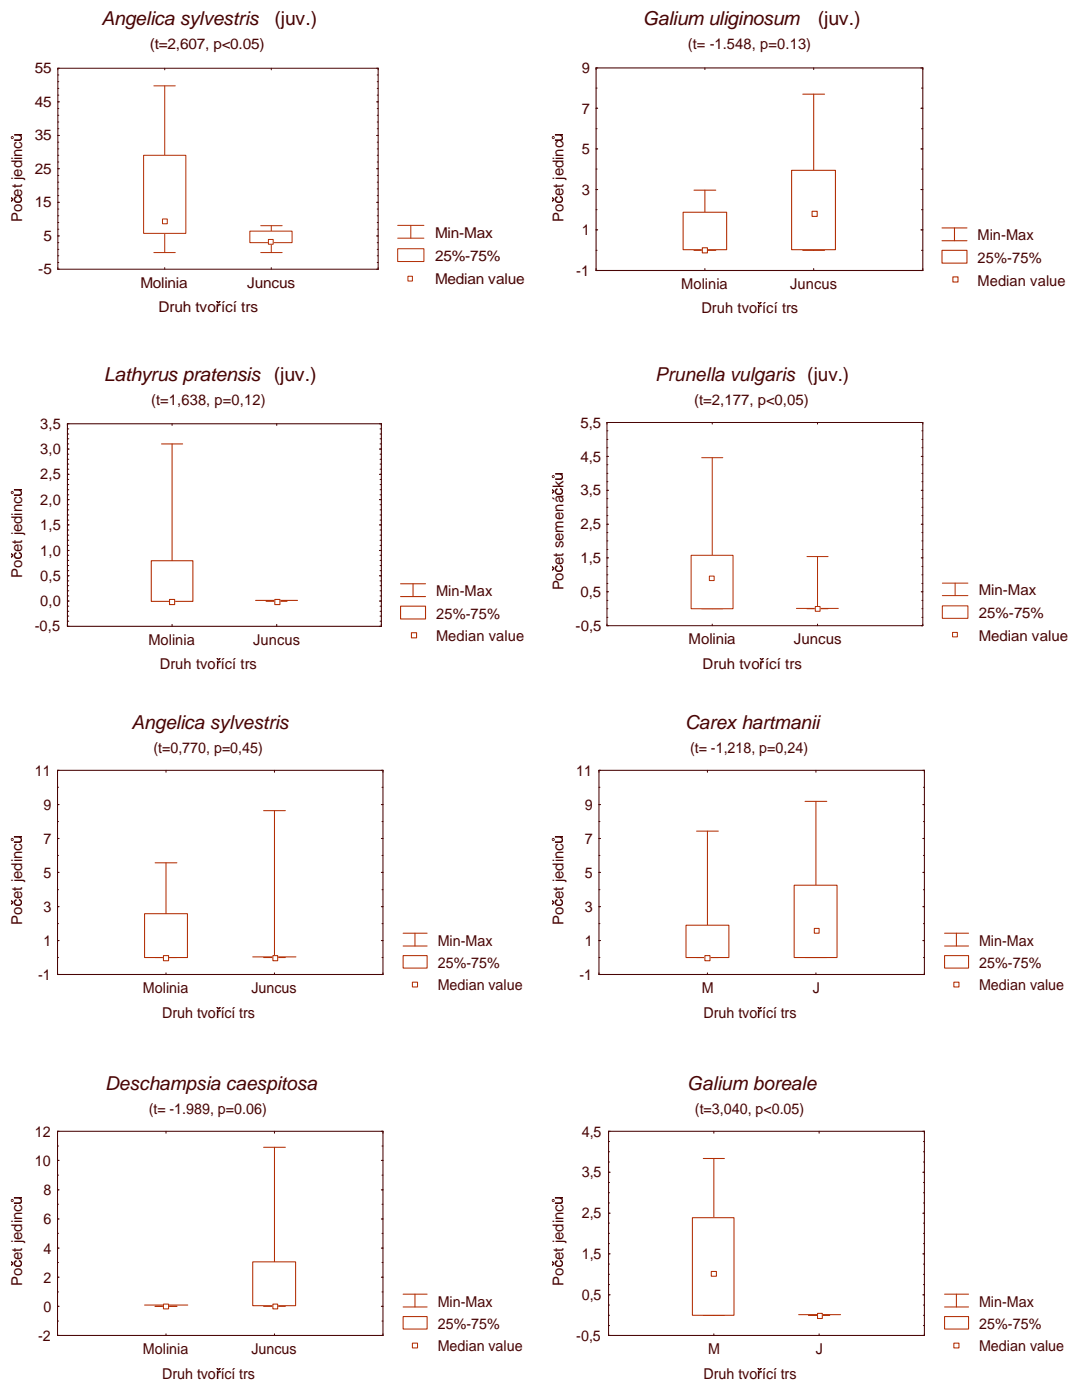 Angelica sylvestris (juv.)
(t=2,607, p<0.05)
55
45
35
25
15
5
-5
Počet jedinců
Molinia Juncus
Druh tvořící trs
Min-Max
25%-75%
Median value
Galium uliginosum (juv.)
(t= -1.548, p=0.13)
9
7
5
3
1
-1
Počet jedinců
Molinia Juncus
Druh tvořící trs
Min-Max
25%-75%
Median value
Lathyrus pratensis (juv.)
(t=1,638, p=0,12)
3,5
3,0
2,5
2,0
1,5
1,0
0,5
0,0
-0,5
Počet jedinců
Molinia Juncus
Druh tvořící trs
Min-Max
25%-75%
Median value
Prunella vulgaris (juv.)
(t=2,177, p<0,05)
5,5
4,5
3,5
2,5
1,5
0,5
-0,5
Počet semenáčků
Molinia Juncus
Druh tvořící trs
Min-Max
25%-75%
Median value
Angelica sylvestris
(t=0,770, p=0,45)
11
9
7
5
3
1
-1
Počet jedinců
Molinia Juncus
Druh tvořící trs
Min-Max
25%-75%
Median value
Carex hartmanii
(t= -1,218, p=0,24)
11
9
7
5
3
1
-1
Počet jedinců
M J
Druh tvořící trs
Min-Max
25%-75%
Median value
Deschampsia caespitosa
(t= -1.989, p=0.06)
12
10
8
6
4
2
0
-2
Počet jedinců
Molinia Juncus
Druh tvořící trs
Min-Max
25%-75%
Median value
Galium boreale
(t=3,040, p<0.05)
4,5
3,5
2,5
1,5
0,5
-0,5
Počet jedinců
M J
Druh tvořící trs
Min-Max
25%-75%
Median value